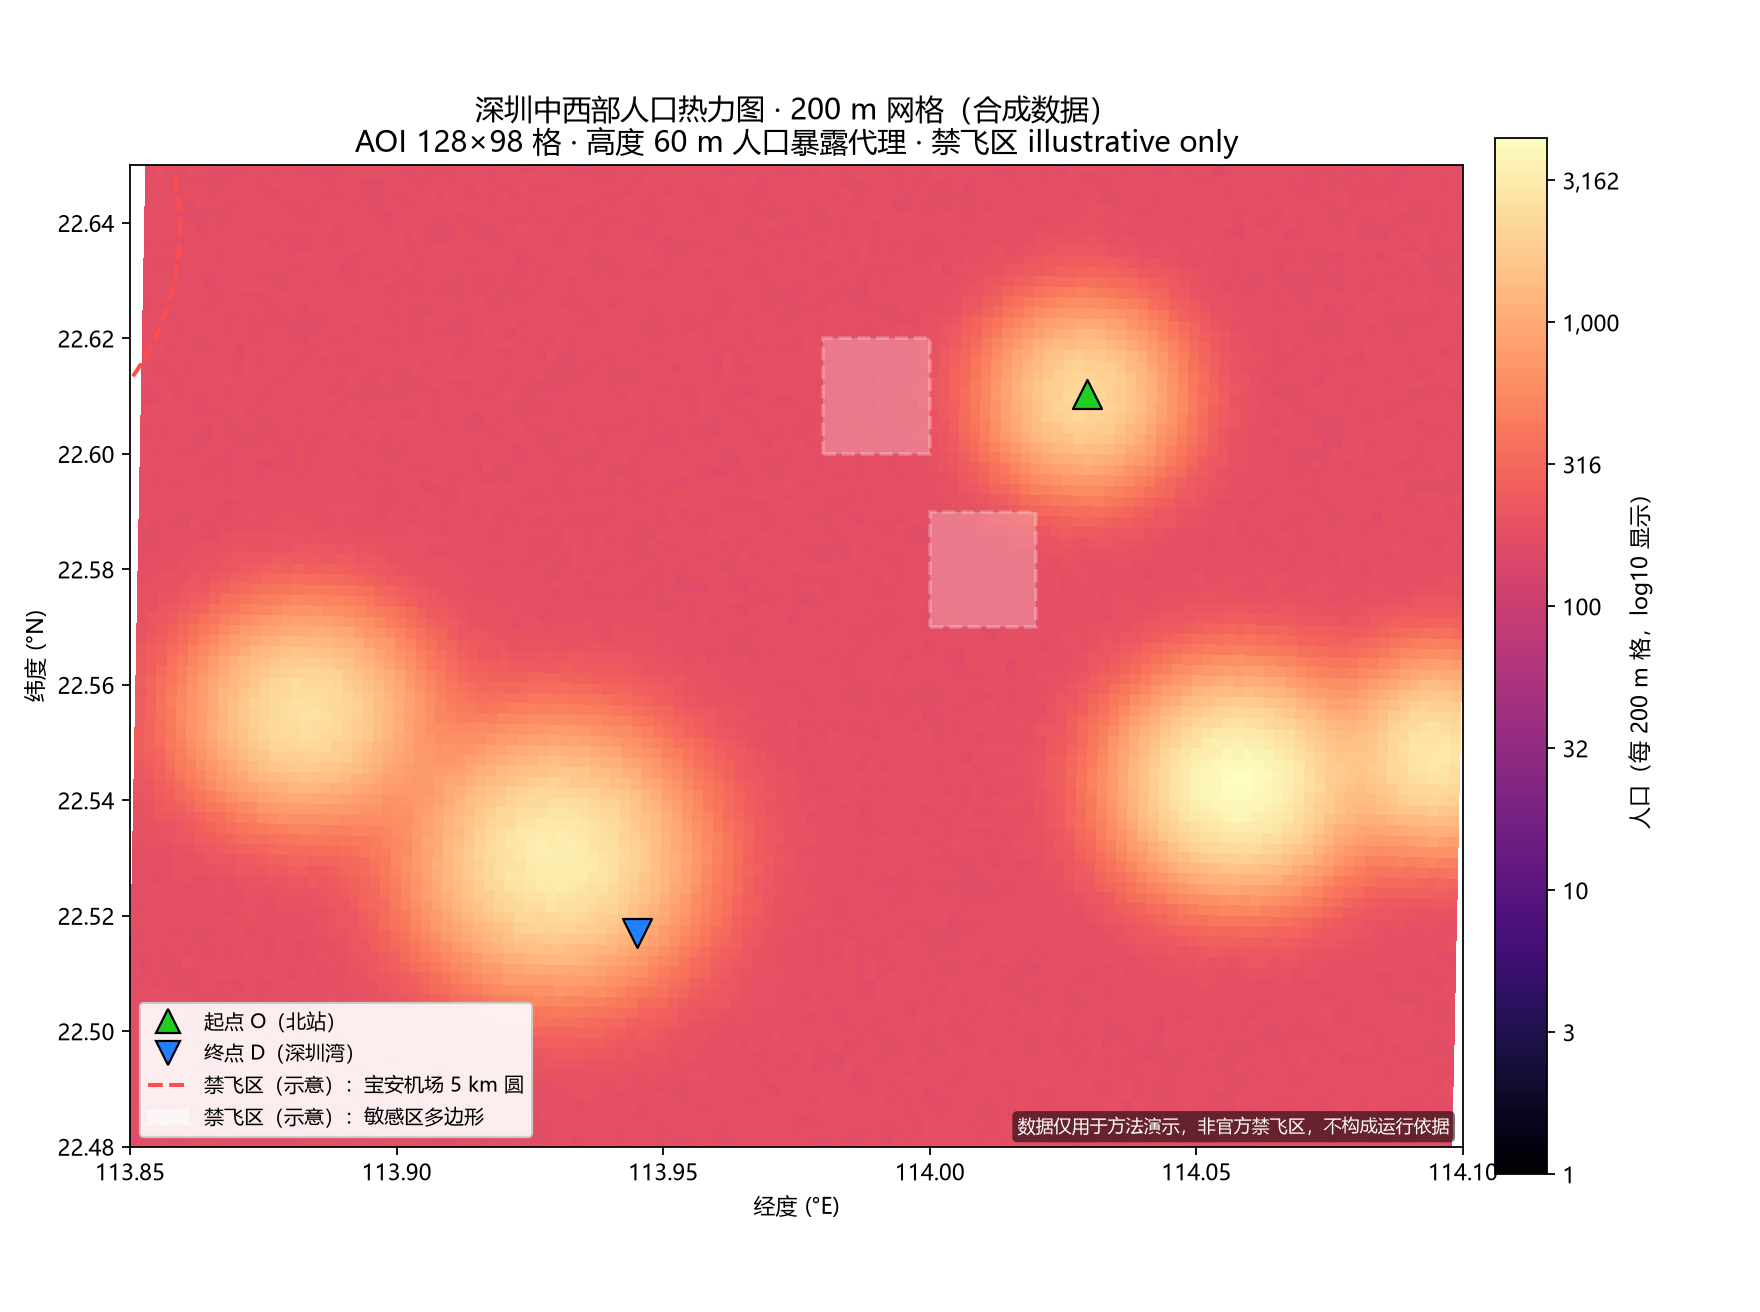 深圳中西部人口热力图 · 200 m 网格（合成数据）
AOI 128×98 格 · 高度 60 m 人口暴露代理 · 禁飞区 illustrative only
22.64
22.62
22.60
22.58
22.56
22.54
22.52
22.50
22.48
纬度 (°N)
113.85
113.90
113.95
114.00
114.05
114.10
经度 (°E)
起点 O（北站）
终点 D（深圳湾）
禁飞区（示意）：宝安机场 5 km 圆
禁飞区（示意）：敏感区多边形
数据仅用于方法演示，非官方禁飞区，不构成运行依据
3,162
1,000
316
100
32
10
3
1
人口（每 200 m 格，log10 显示）